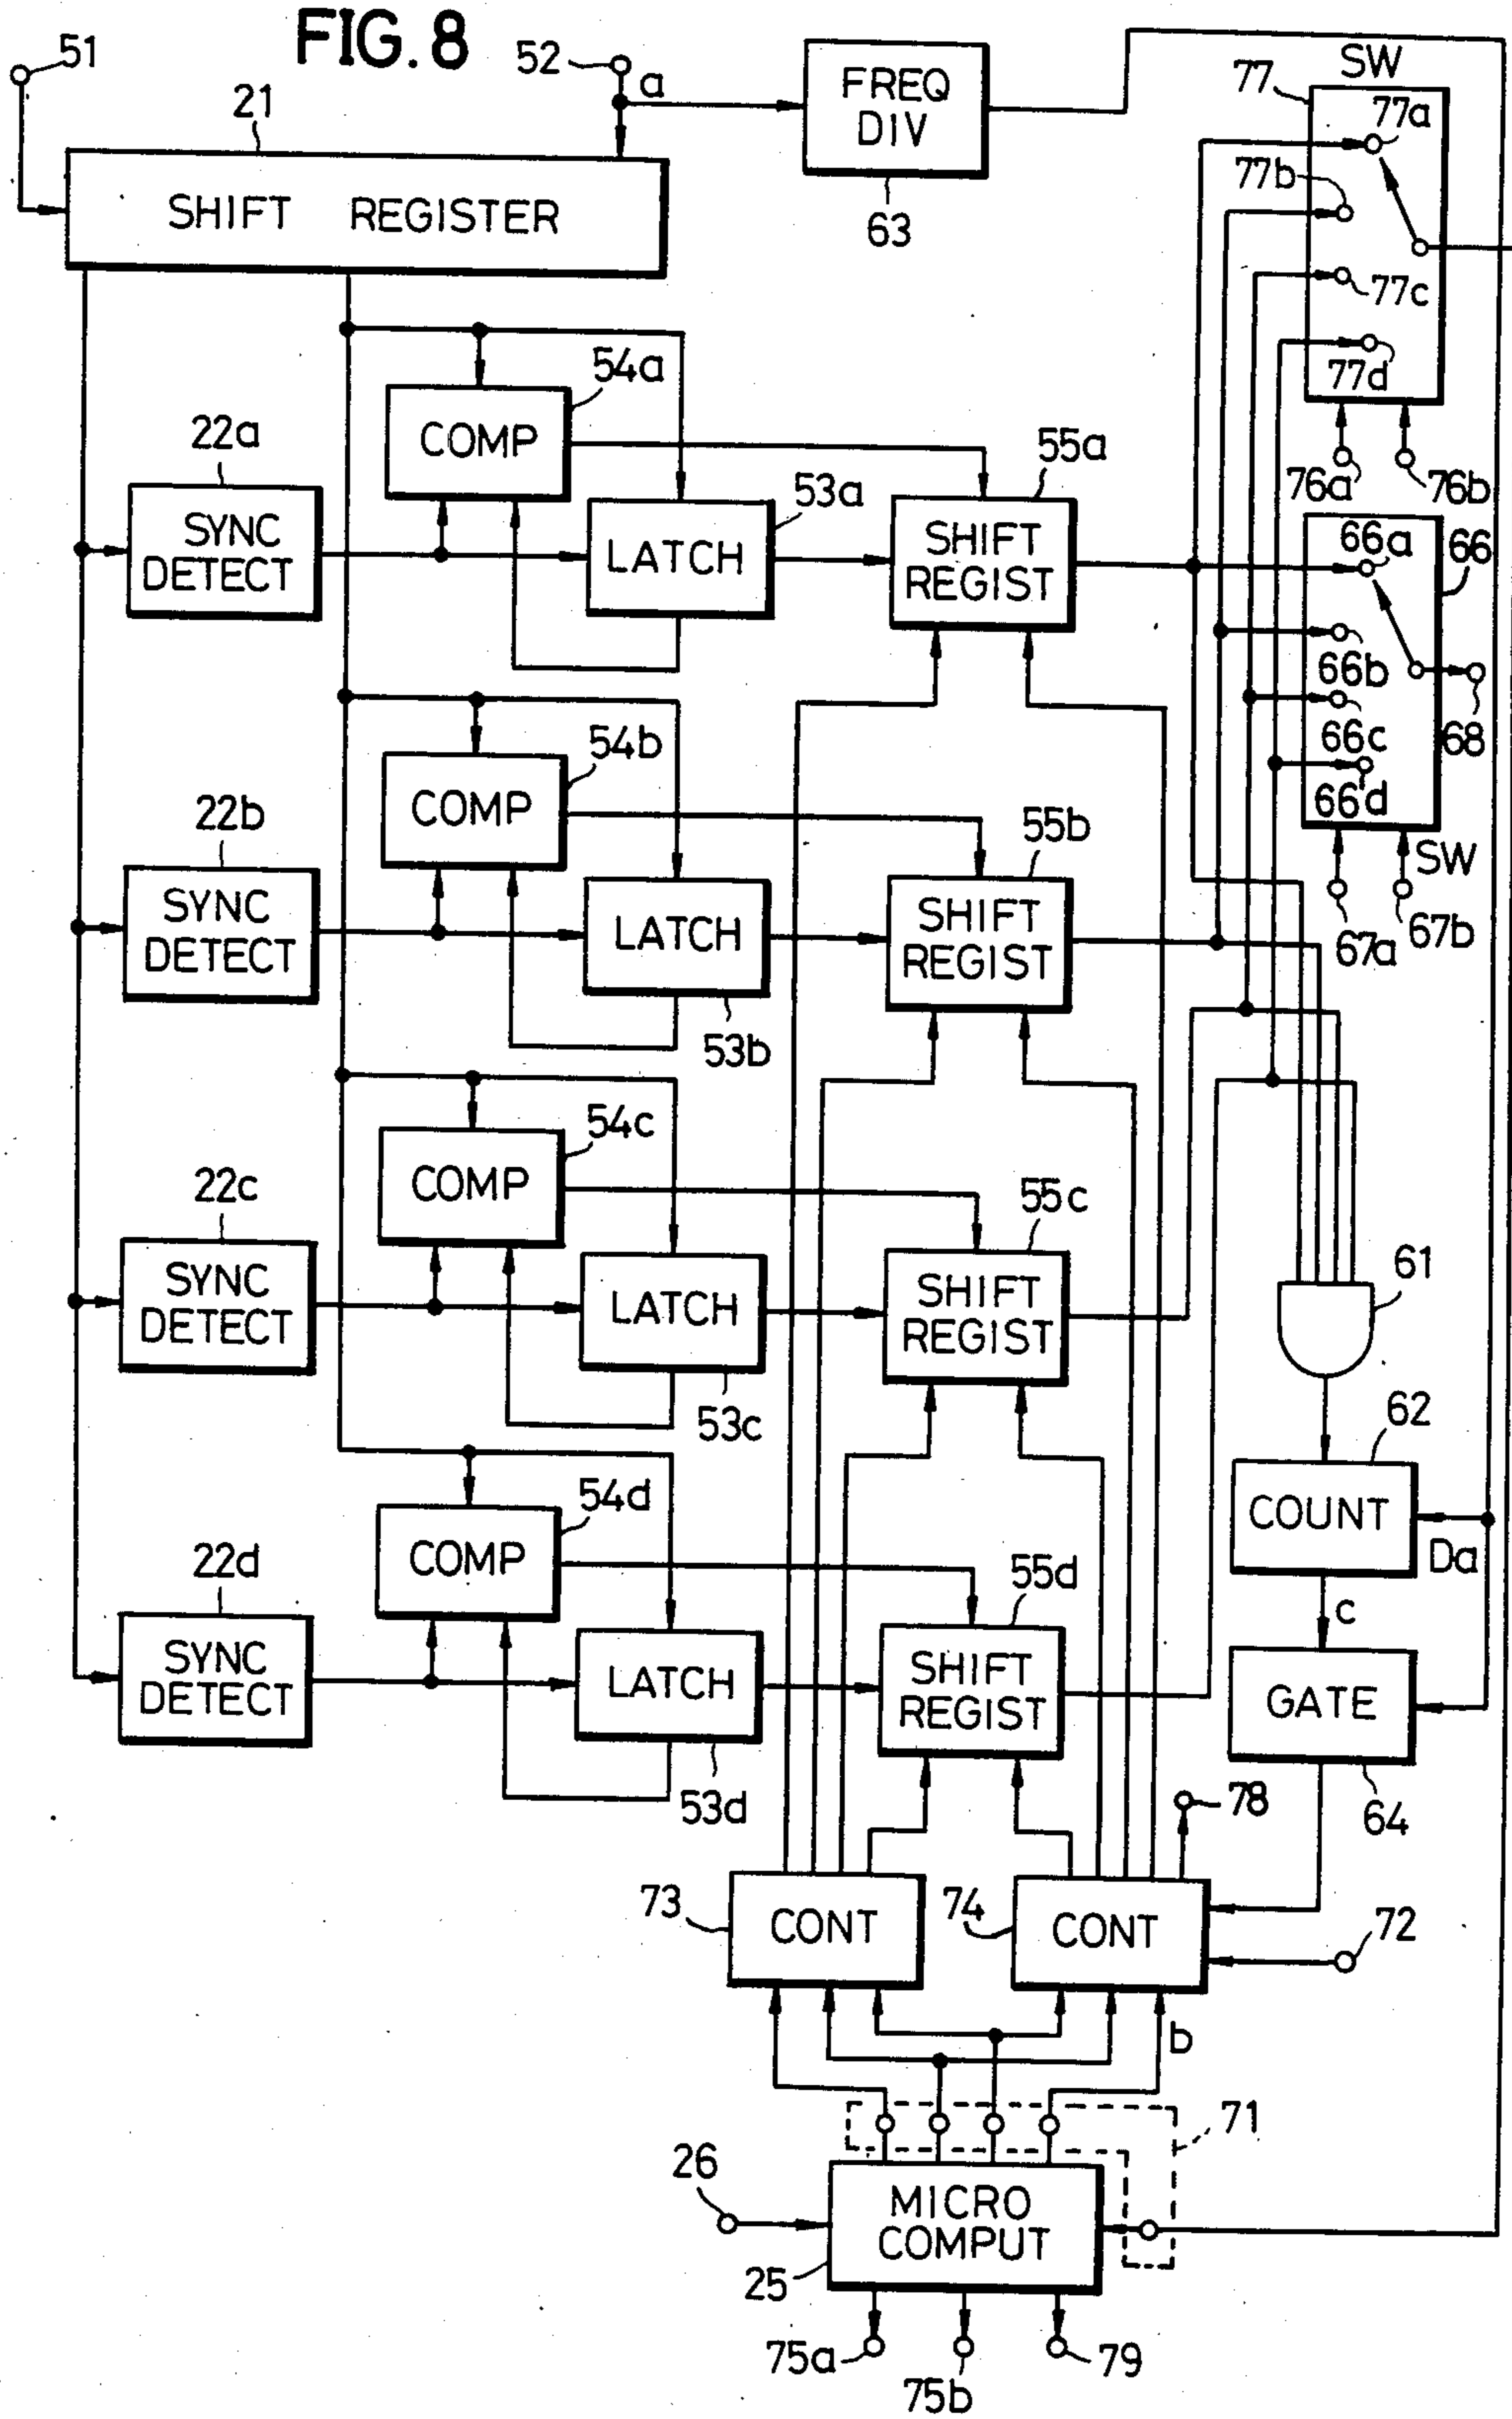 FIG. 8
51
52
a
21
SHIFT REGISTER
FREQ
DIV
63
SW
77
77a
77b
77c
77d
76a
76b
54a
COMP
22a
SYNC
DETECT
53a
LATCH
55a
SHIFT
REGIST
66a
66
66b
66c
66d
68
SW
67a
67b
54b
COMP
22b
SYNC
DETECT
LATCH
53b
55b
SHIFT
REGIST
54c
COMP
22c
SYNC
DETECT
LATCH
53c
55c
SHIFT
REGIST
61
62
COUNT
Da
c
54d
COMP
22d
SYNC
DETECT
LATCH
53d
55d
SHIFT
REGIST
GATE
64
78
73
CONT
74
CONT
72
b
71
26
MICRO
COMPUT
25
75a
75b
79